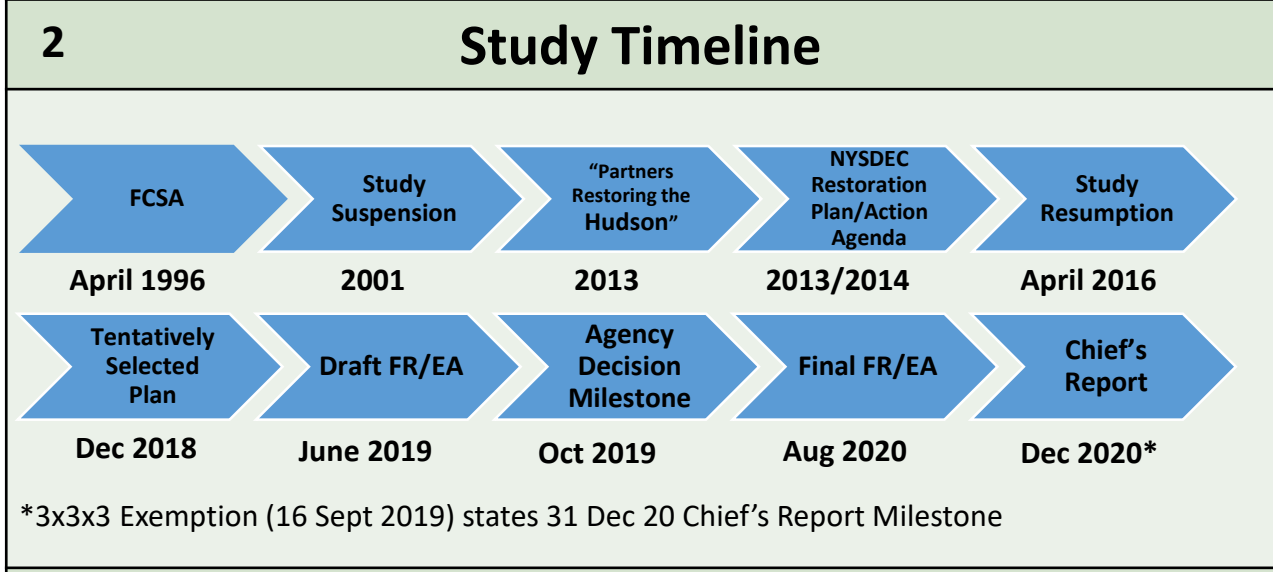 2
Study Timeline
FCSA
Study
Suspension
“Partners
Restoring the
Hudson”
NYSDEC
Restoration
Plan/Action
Agenda
Study
Resumption
April 1996
2001
2013
2013/2014
April 2016
Tentatively
Selected
Plan
Draft FR/EA
Agency
Decision
Milestone
Final FR/EA
Chief’s
Report
Dec 2018
June 2019
Oct 2019
Aug 2020
Dec 2020*
*3x3x3 Exemption (16 Sept 2019) states 31 Dec 20 Chief’s Report Milestone